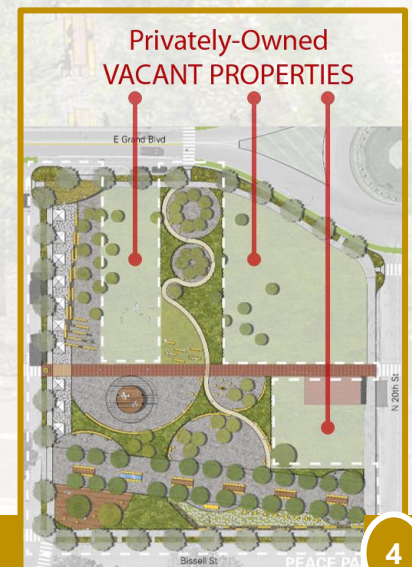 Privately-Owned
VACANT PROPERTIES
E Grand Blvd
N 20th St
Bissell St
PEACE PA
4